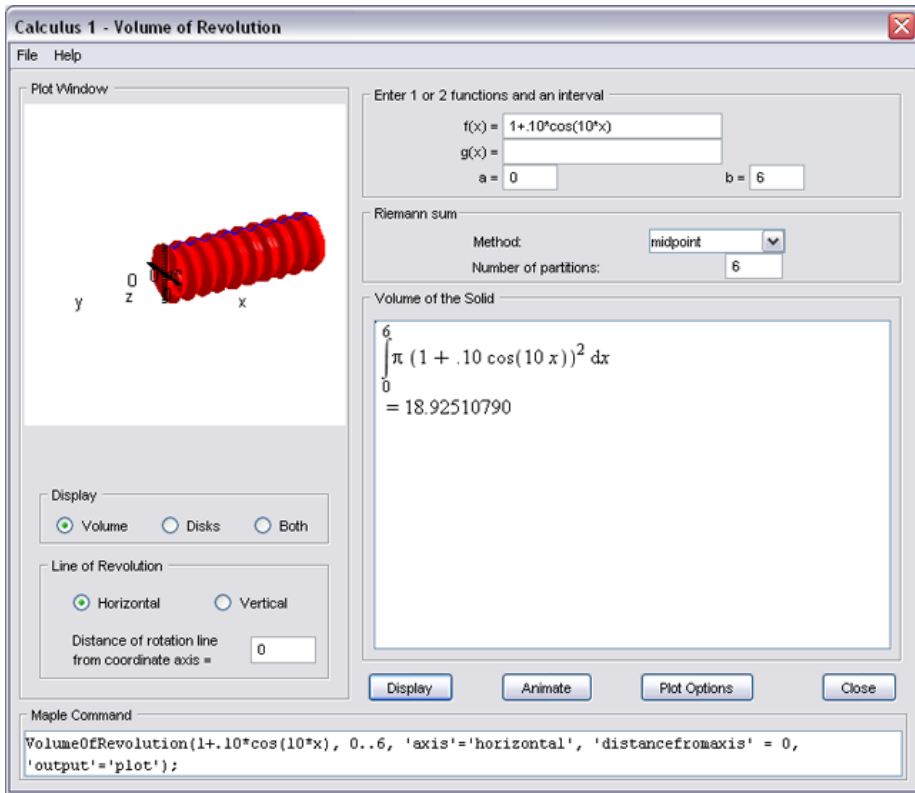 Calculus 1 - Volume of Revolution
File Help
Plot Window
0
y
z
x
Display
Volume Disks Both
Line of Revolution
Horizontal Vertical
Distance of rotation line
from coordinate axis = 0
Enter 1 or 2 functions and an interval
f(x) = 1+.10*cos(10*x)
g(x) =
a = 0 b = 6
Riemann sum
Method: midpoint
Number of partitions: 6
Volume of the Solid
6
∫π (1 + .10 cos(10 x))² dx
0
= 18.92510790
Display Animate Plot Options Close
Maple Command
VolumeOfRevolution(1+.10*cos(10*x), 0..6, 'axis'='horizontal', 'distancefromaxis' = 0,
'output'='plot');